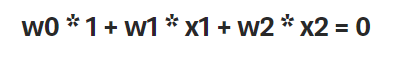 w0 * 1 + w1 * x1 + w2 * x2 = 0